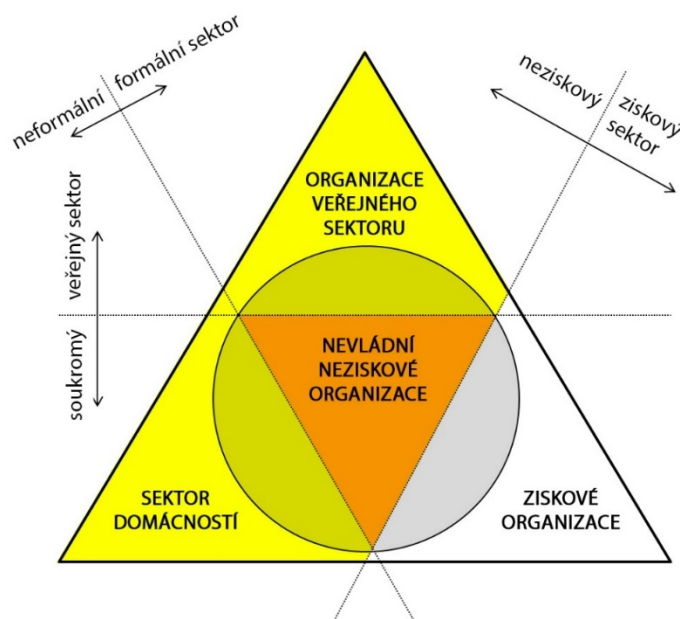 neformální formální sektor
neziskový ziskový
sektor
veřejný sektor
soukromý
ORGANIZACE
VEŘEJNÉHO
SEKTORU
NEVLÁDNÍ
NEZISKOVÉ
ORGANIZACE
SEKTOR
DOMÁCNOSTÍ
ZISKOVÉ
ORGANIZACE